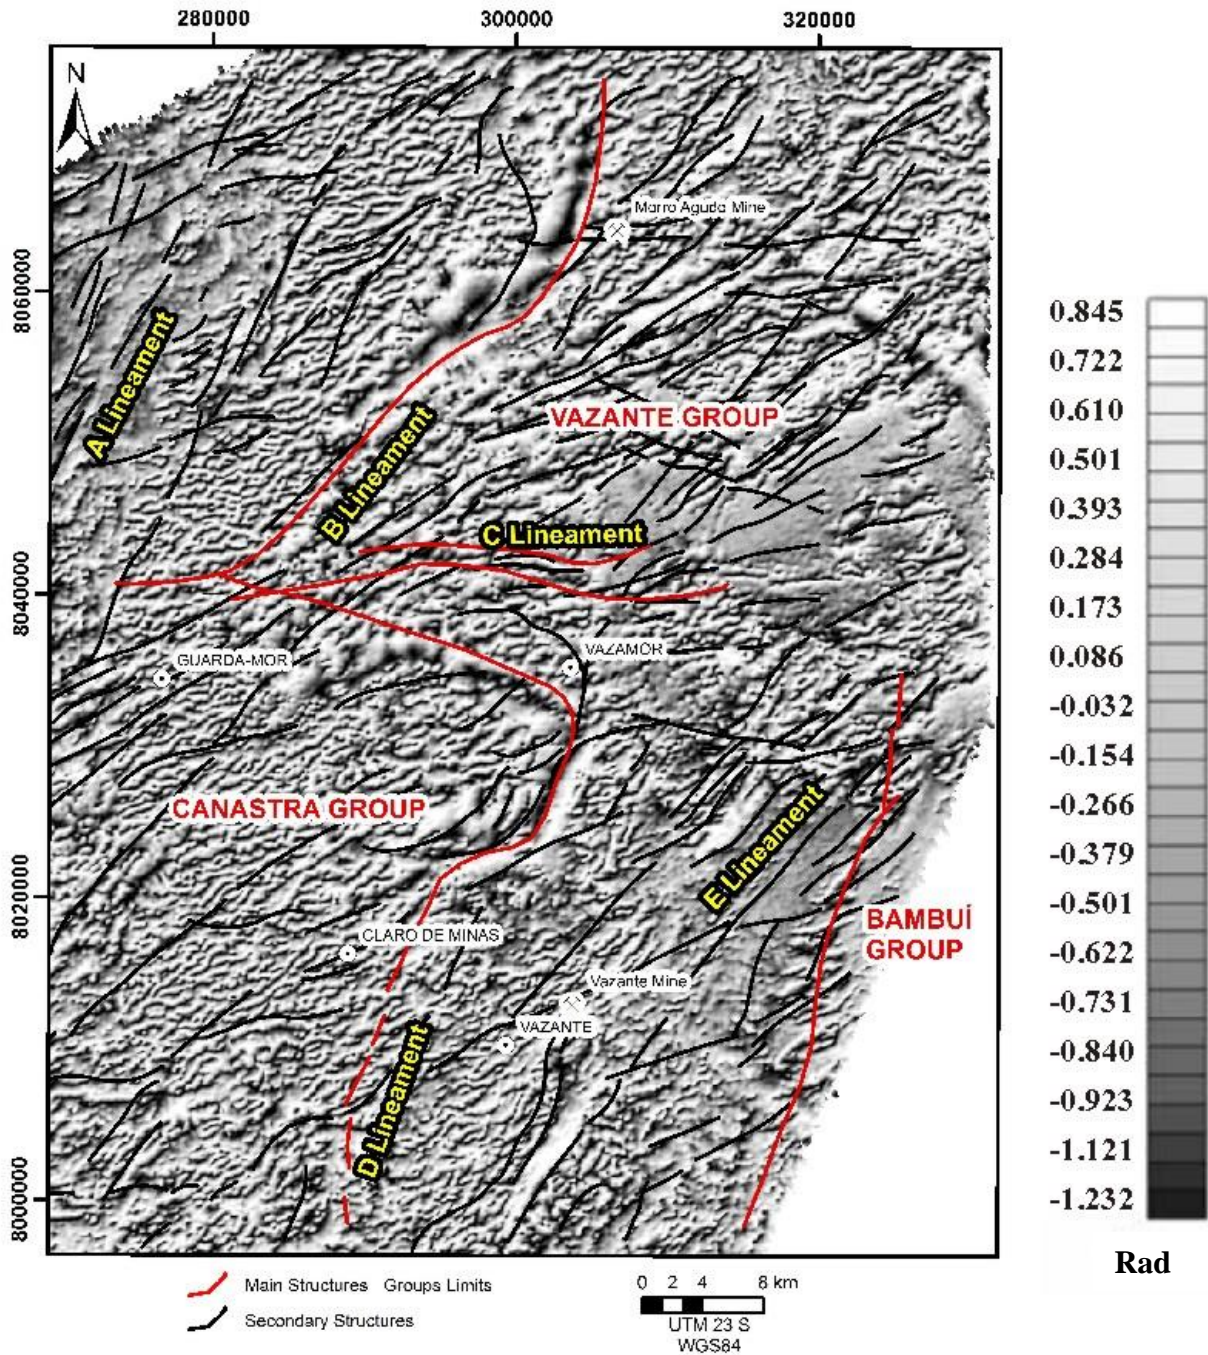 280000
300000
320000
N
Morro Agudo Mine
8060000
A Lineament
VAZANTE GROUP
B Lineament
C Lineament
8040000
GUARDA-MOR
VAZAMOR
CANASTRA GROUP
E Lineament
8020000
BAMBUÍ
GROUP
CLARO DE MINAS
Vazante Mine
VAZANTE
D Lineament
8000000
0.845
0.722
0.610
0.501
0.393
0.284
0.173
0.086
-0.032
-0.154
-0.266
-0.379
-0.501
-0.622
-0.731
-0.840
-0.923
-1.121
-1.232
Rad
Main Structures Groups Limits
Secondary Structures
0 2 4 8 km
UTM 23 S
WGS84